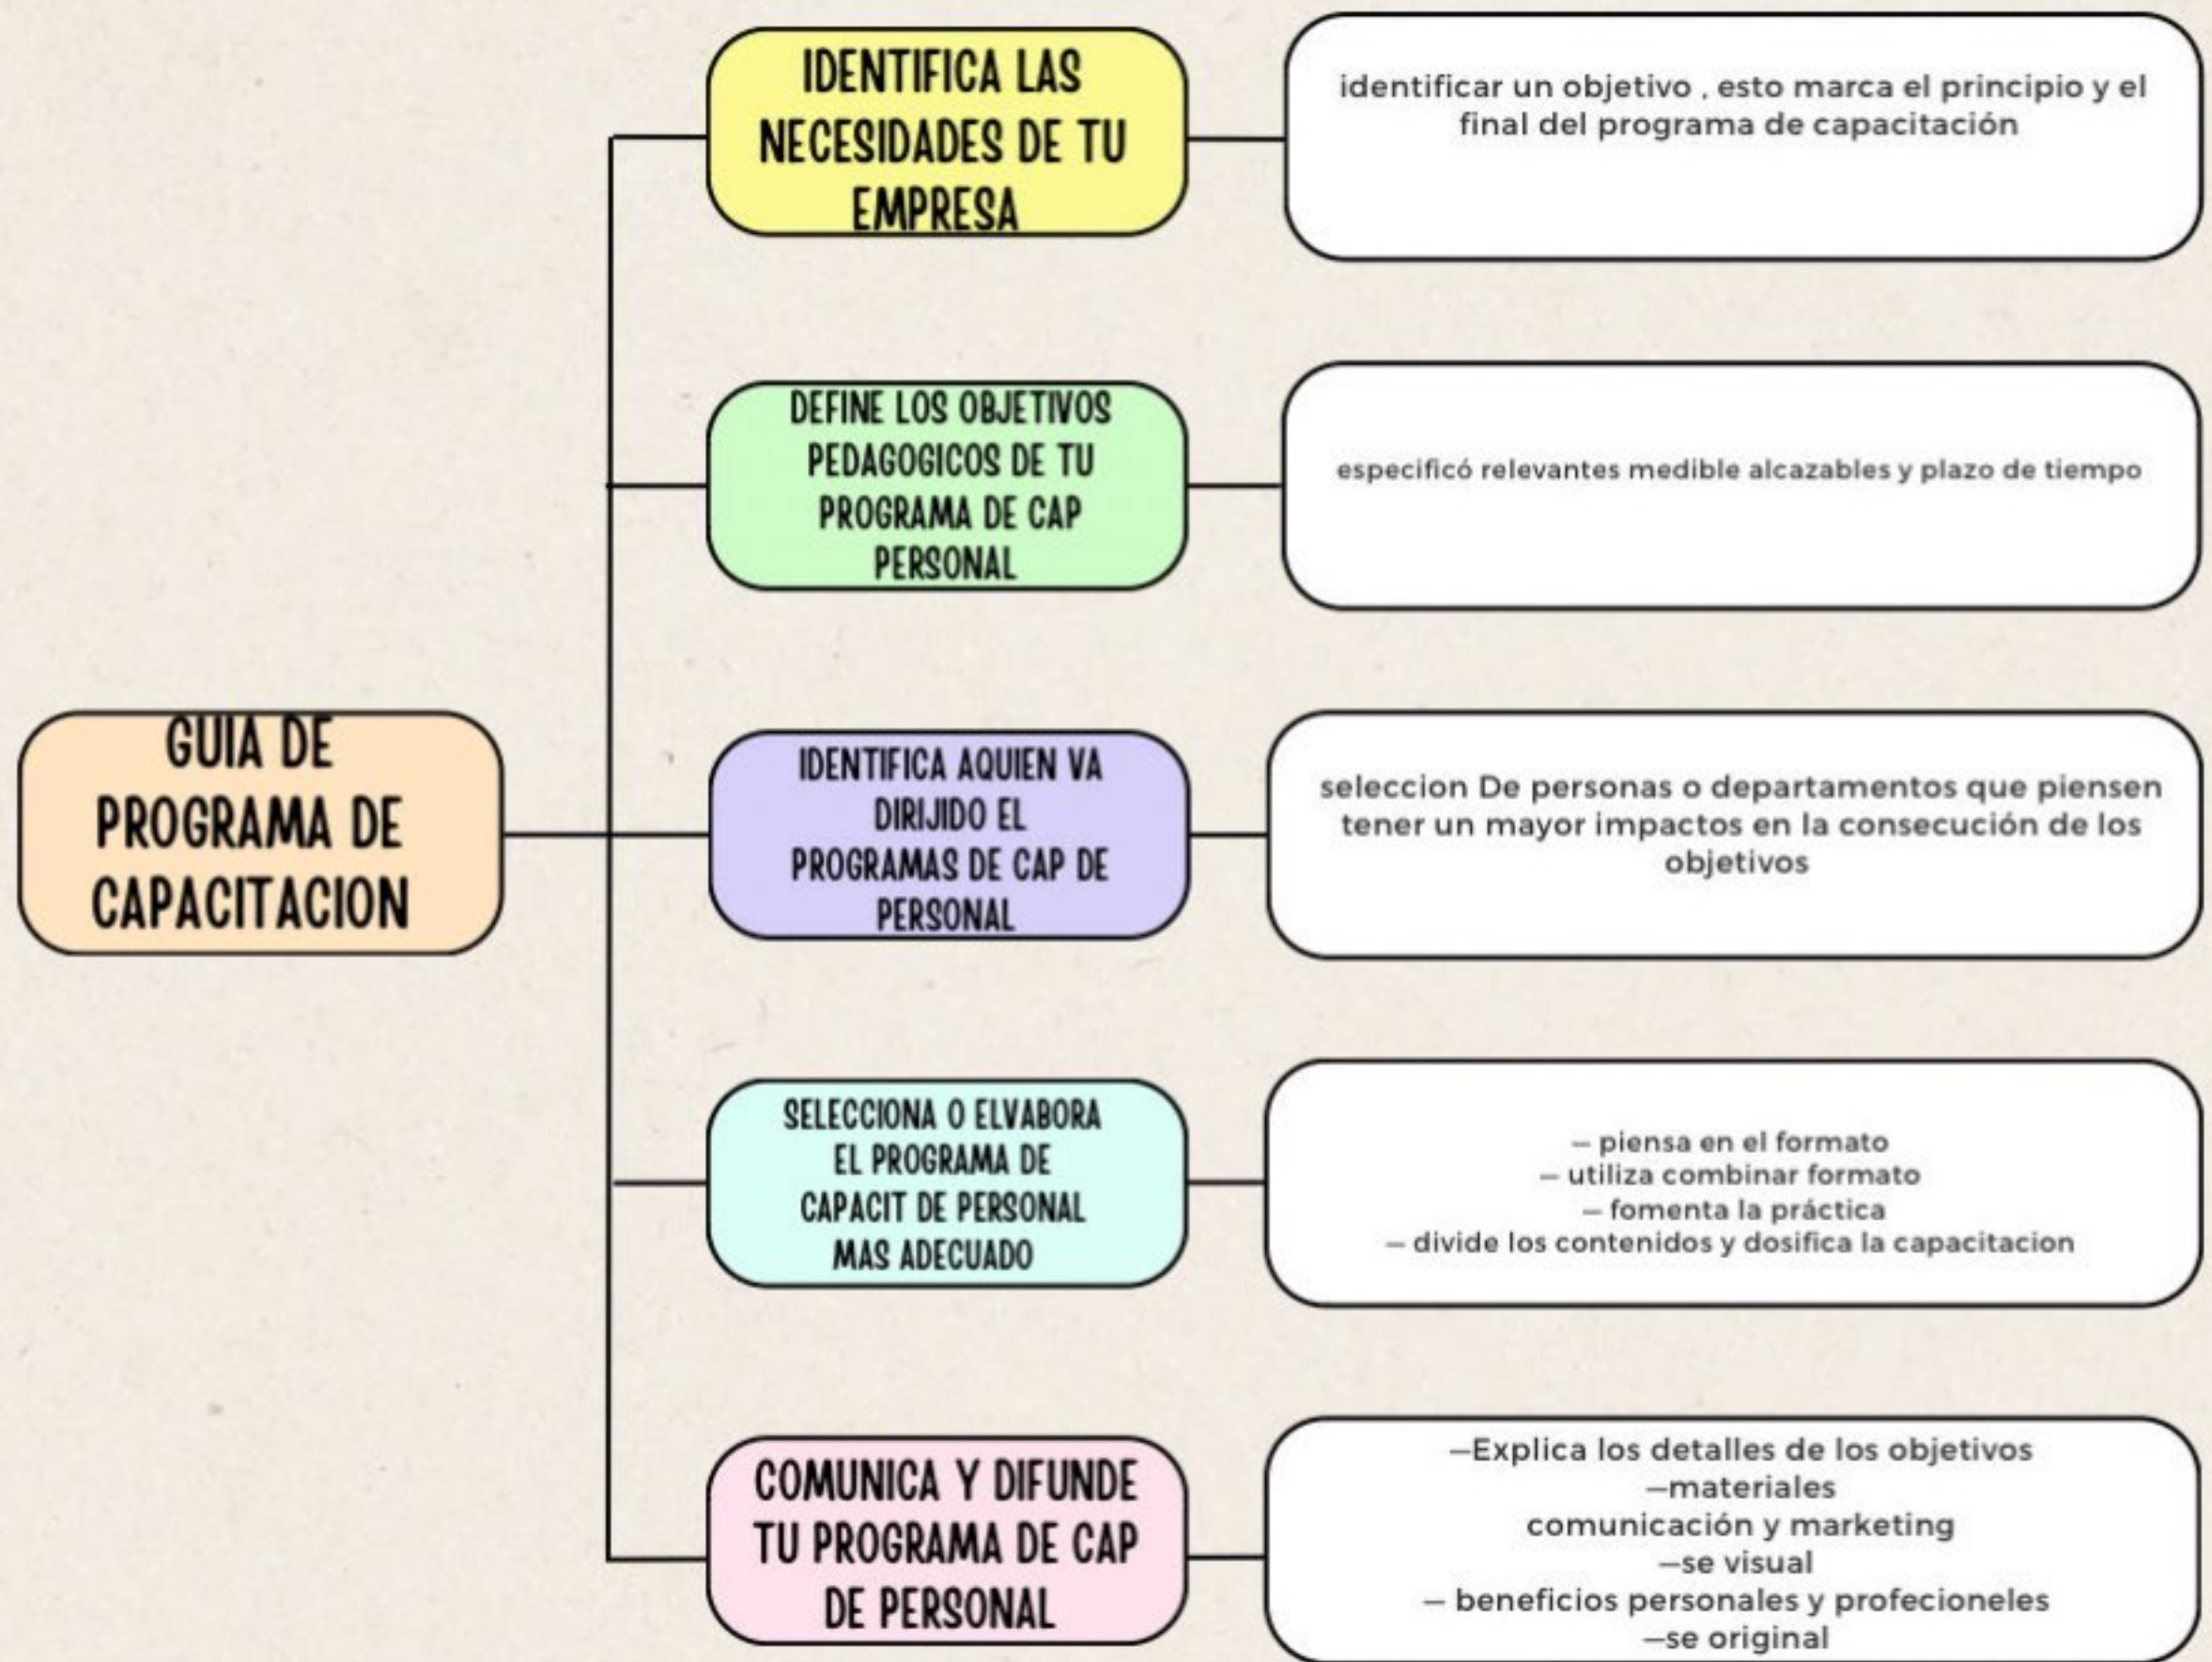 IDENTIFICA LAS
NECESIDADES DE TU
EMPRESA
identificar un objetivo , esto marca el principio y el
final del programa de capacitación
DEFINE LOS OBJETIVOS
PEDAGOGICOS DE TU
PROGRAMA DE CAP
PERSONAL
especificó relevantes medible alcazables y plazo de tiempo
GUIA DE
PROGRAMA DE
CAPACITACION
IDENTIFICA AQUIEN VA
DIRIJIDO EL
PROGRAMAS DE CAP DE
PERSONAL
seleccion De personas o departamentos que piensen
tener un mayor impactos en la consecución de los
objetivos
SELECCIONA O ELVABORA
EL PROGRAMA DE
CAPACIT DE PERSONAL
MAS ADECUADO
— piensa en el formato
— utiliza combinar formato
— fomenta la práctica
— divide los contenidos y dosifica la capacitacion
COMUNICA Y DIFUNDE
TU PROGRAMA DE CAP
DE PERSONAL
—Explica los detalles de los objetivos
—materiales
comunicación y marketing
—se visual
— beneficios personales y profecioneles
—se original